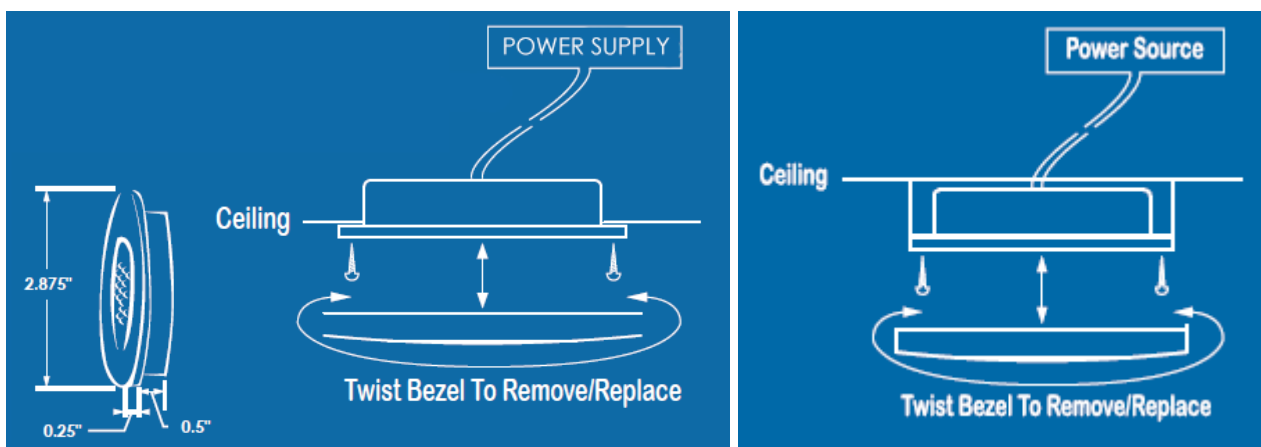 POWER SUPPLY
Ceiling
2.875"
Twist Bezel To Remove/Replace
0.25"
0.5"
Power Source
Ceiling
Twist Bezel To Remove/Replace